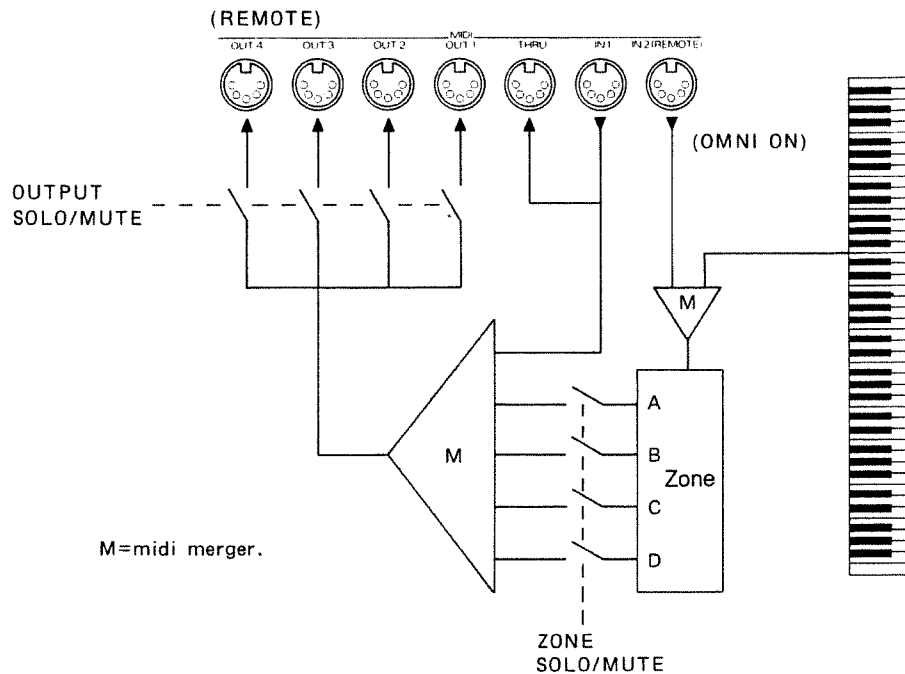 (REMOTE)
MIDI
OUT 4 OUT 3 OUT 2 OUT 1 THRU IN 1 IN 2 (REMOTE)
(OMNI ON)
OUTPUT
SOLO/MUTE
M
A
B
M
Zone
C
D
M=midi merger.
ZONE
SOLO/MUTE